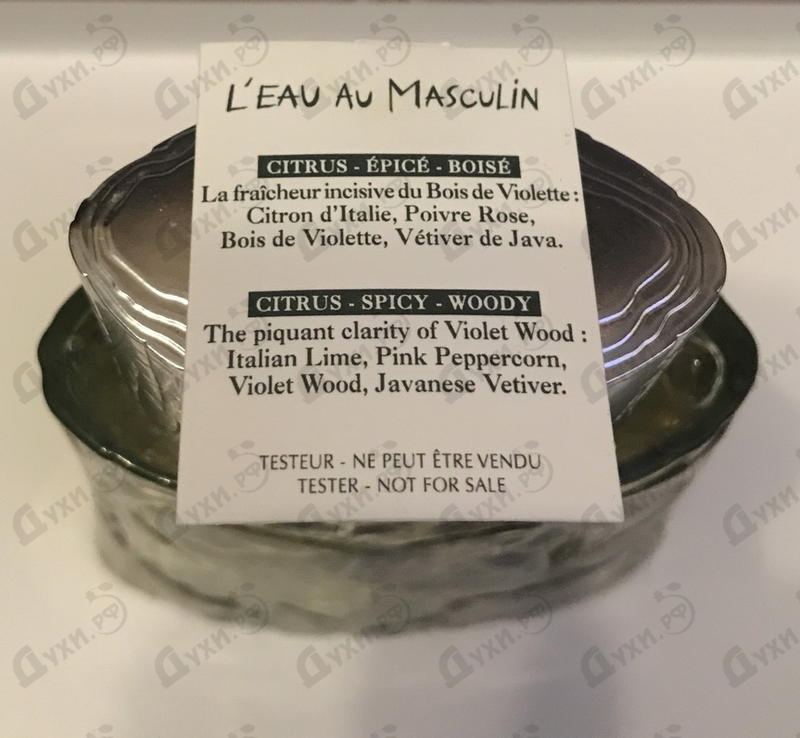 L'EAU AU MASCULIN
CITRUS - ÉPICÉ - BOISÉ
La fraîcheur incisive du Bois de Violette :
Citron d'Italie, Poivre Rose,
Bois de Violette, Vétiver de Java.
CITRUS - SPICY - WOODY
The piquant clarity of Violet Wood :
Italian Lime, Pink Peppercorn,
Violet Wood, Javanese Vetiver.
TESTEUR - NE PEUT ÊTRE VENDU
TESTER - NOT FOR SALE
Духи.рф